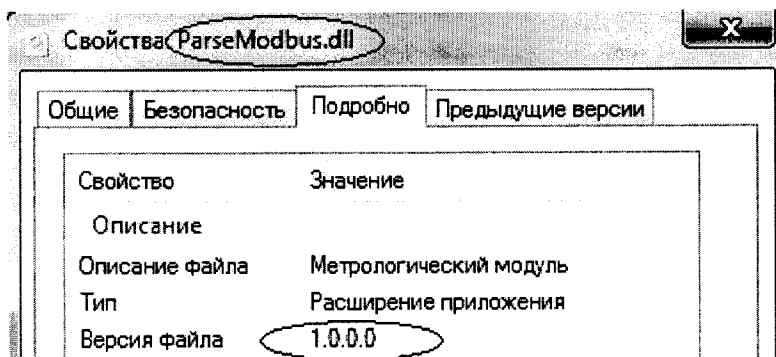 Свойства: ParseModbus.dll
X
Общие Безопасность Подробно Предыдущие версии
Свойство Значение
Описание
Описание файла Метрологический модуль
Тип Расширение приложения
Версия файла 1.0.0.0